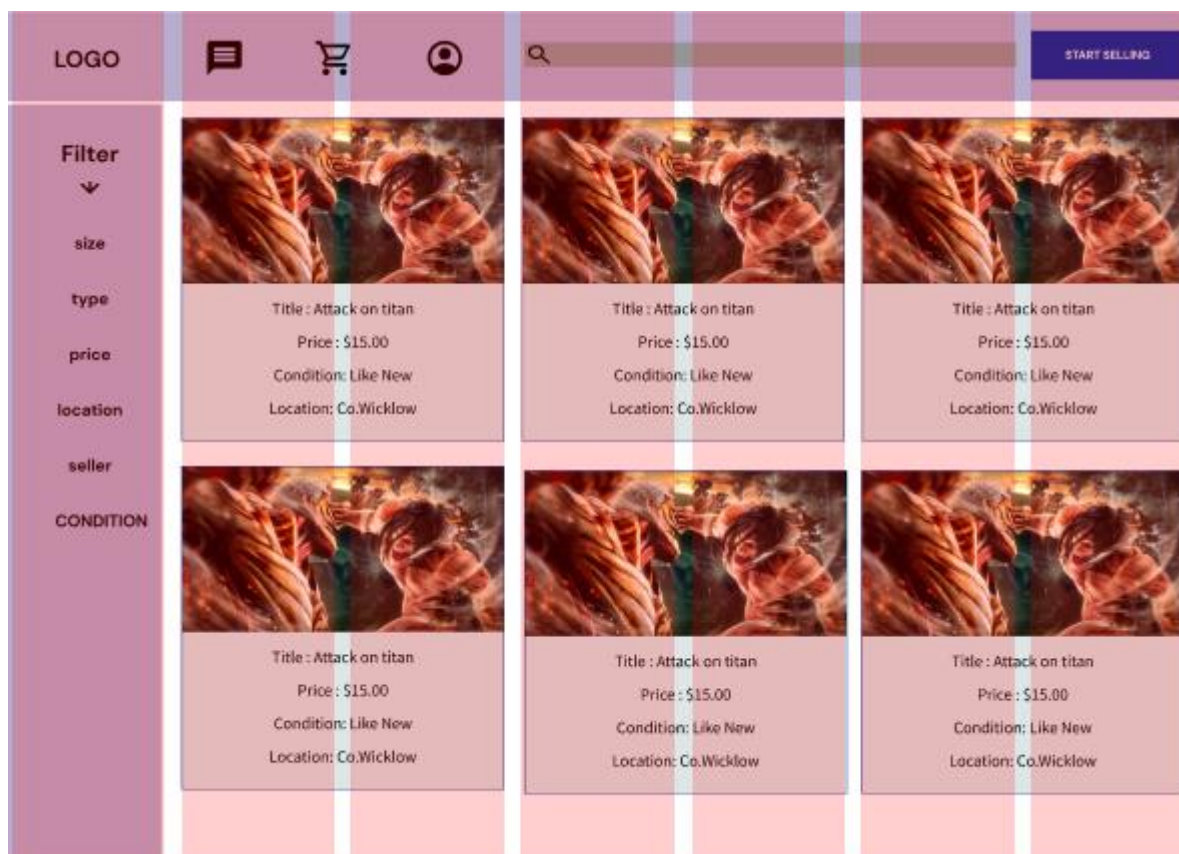 LOGO
START SELLING
Filter
size
type
price
location
seller
CONDITION
Title : Attack on titan
Price : $15.00
Condition: Like New
Location: Co.Wicklow
Title : Attack on titan
Price : $15.00
Condition: Like New
Location: Co.Wicklow
Title : Attack on titan
Price : $15.00
Condition: Like New
Location: Co.Wicklow
Title : Attack on titan
Price : $15.00
Condition: Like New
Location: Co.Wicklow
Title : Attack on titan
Price : $15.00
Condition: Like New
Location: Co.Wicklow
Title : Attack on titan
Price : $15.00
Condition: Like New
Location: Co.Wicklow